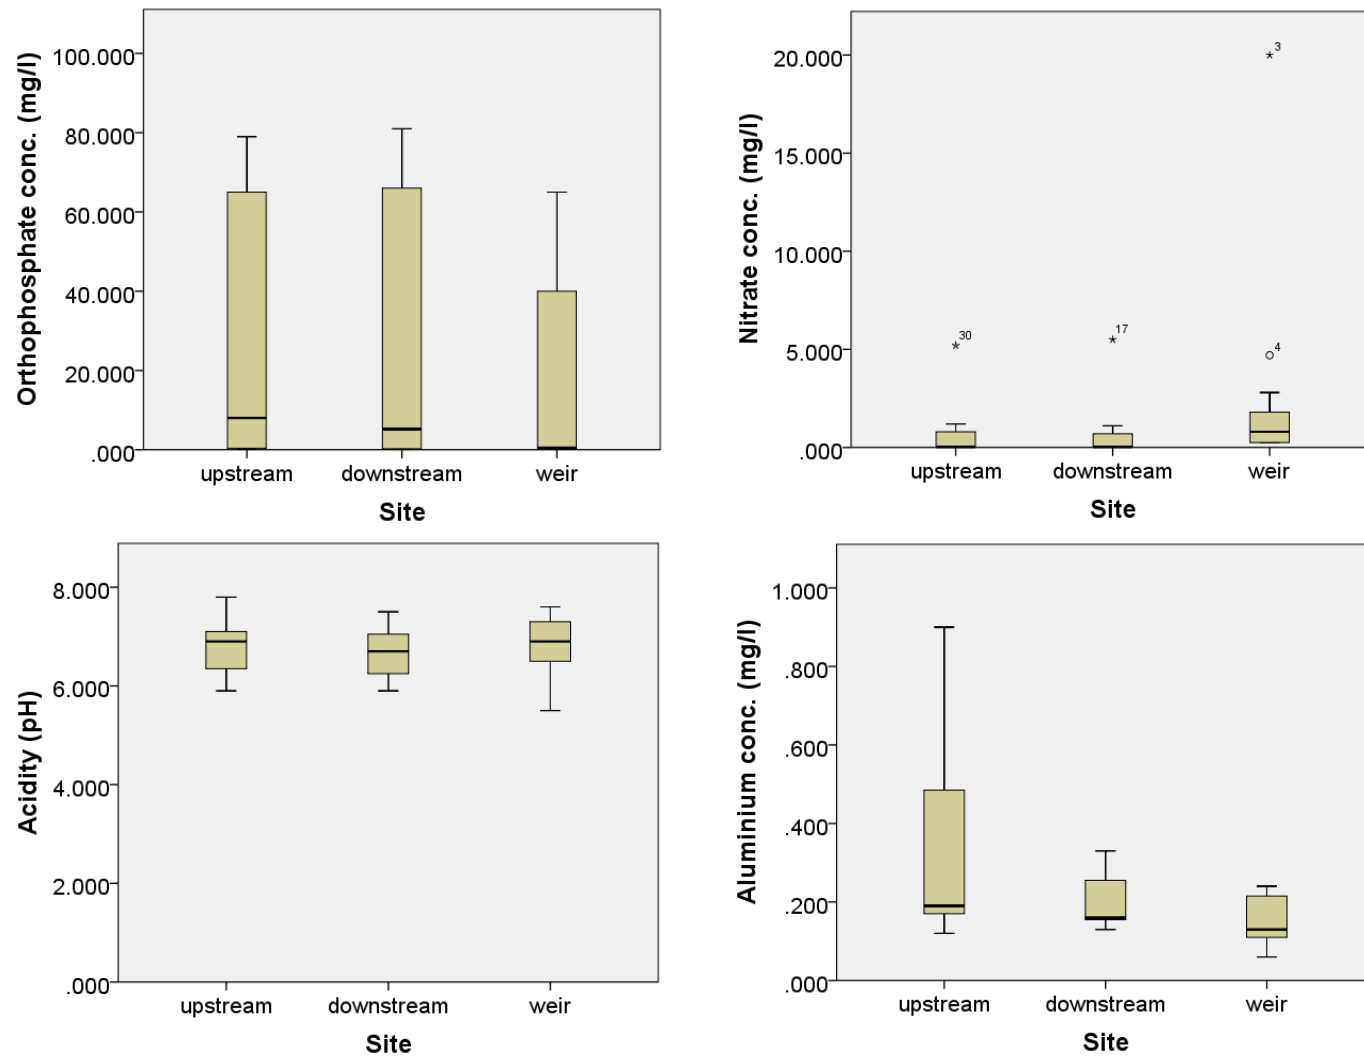 Orthophosphate conc. (mg/l)
100.000
80.000
60.000
40.000
20.000
.000
upstream downstream weir
Site
Nitrate conc. (mg/l)
20.000
15.000
10.000
5.000
.000
30
17
3
4
upstream downstream weir
Site
Acidity (pH)
8.000
6.000
4.000
2.000
.000
upstream downstream weir
Site
Aluminium conc. (mg/l)
1.000
.800
.600
.400
.200
.000
upstream downstream weir
Site